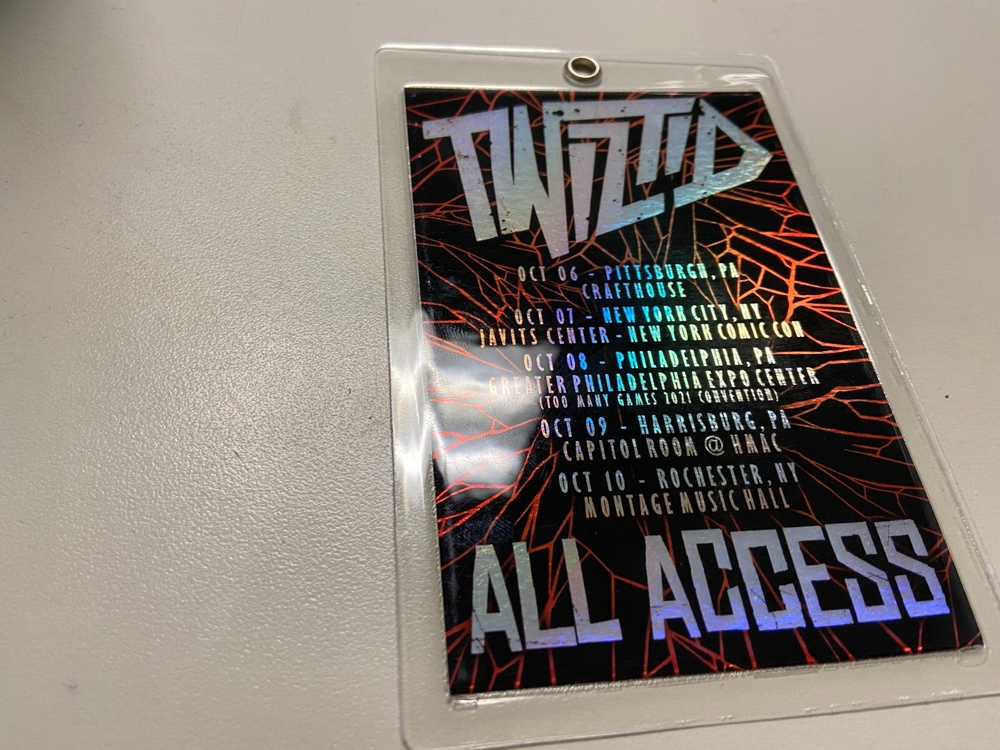 TWIZTID
OCT 06 - PITTSBURGH, PA
CRAFTHOUSE
OCT 07 - NEW YORK CITY, NY
JAVITS CENTER - NEW YORK COMIC CON
OCT 08 - PHILADELPHIA, PA
GREATER PHILADELPHIA EXPO CENTER
(TOO MANY GAMES 2021 CONVENTION)
OCT 09 - HARRISBURG, PA
CAPITOL ROOM @ HMAC
OCT 10 - ROCHESTER, NY
MONTAGE MUSIC HALL
ALL ACCESS